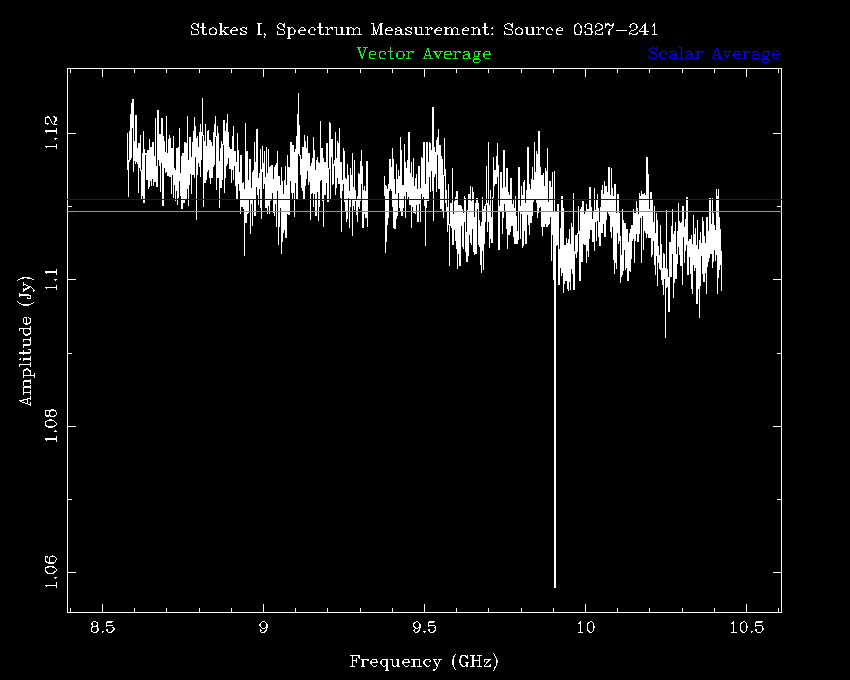 Stokes I, Spectrum Measurement: Source 0327-241
Vector Average Scalar Average
1.12
1.1
1.08
1.06
Amplitude (Jy)
8.5 9 9.5 10 10.5
Frequency (GHz)